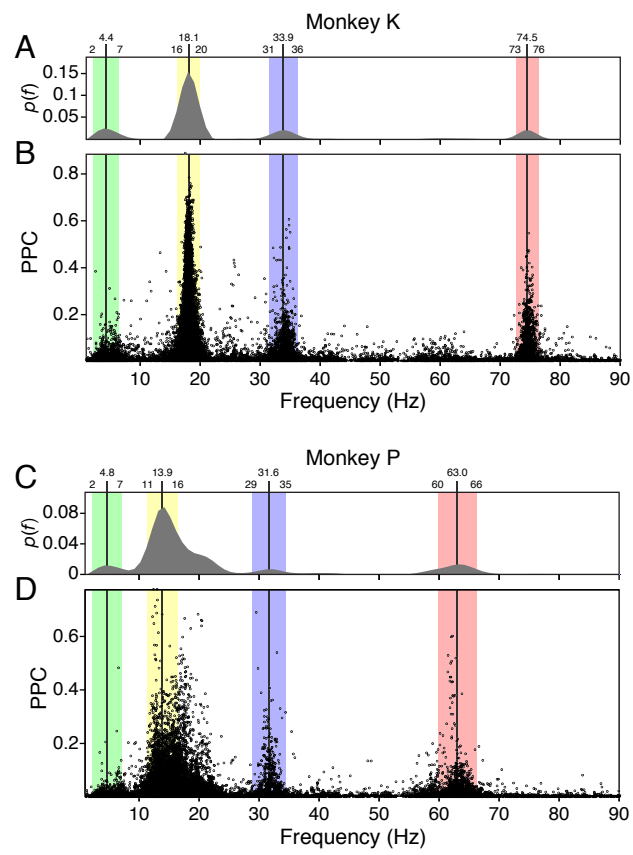 Monkey K
A
4.4 18.1 33.9 74.5
2 7 16 20 31 36 73 76
p(f)
0.15
0.1
0.05
B
PPC
0.8
0.6
0.4
0.2
10 20 30 40 50 60 70 80 90
Frequency (Hz)
Monkey P
C
4.8 13.9 31.6 63.0
2 7 11 16 29 35 60 66
p(f)
0.08
0.04
0
D
PPC
0.6
0.4
0.2
10 20 30 40 50 60 70 80 90
Frequency (Hz)